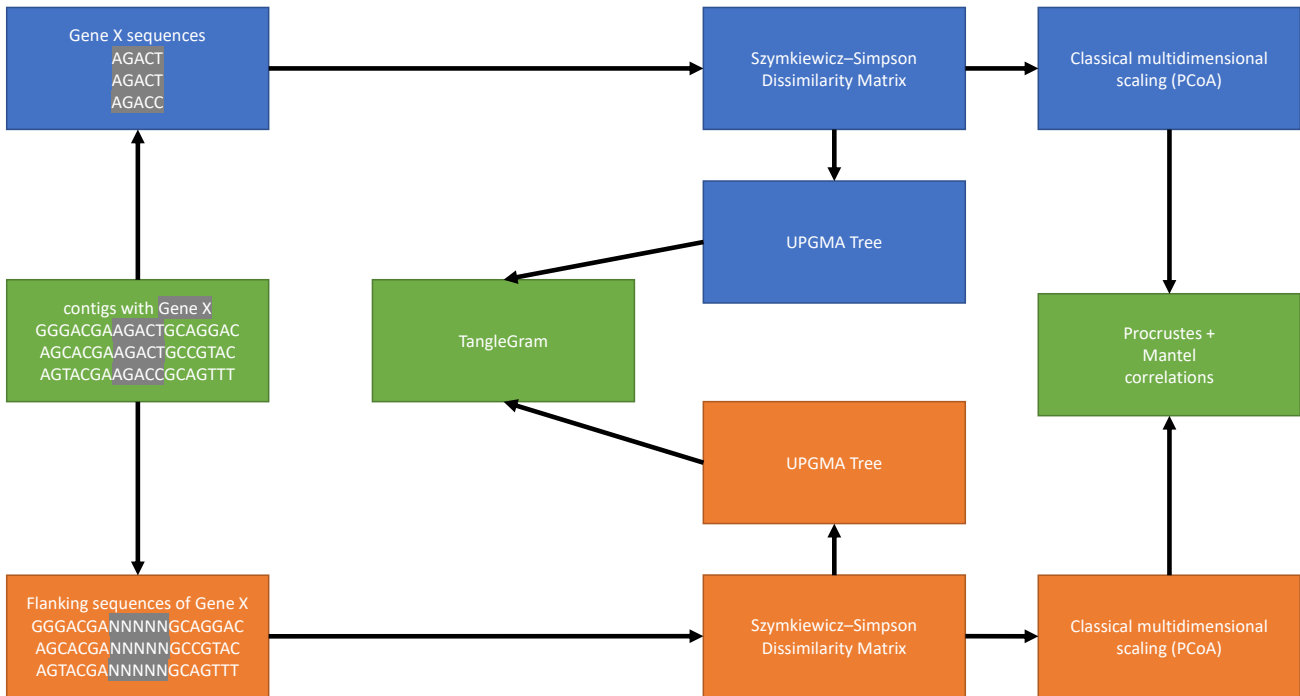 Gene X sequences
AGACT
AGACT
AGACC
Szymkiewicz–Simpson
Dissimilarity Matrix
Classical multidimensional
scaling (PCoA)
UPGMA Tree
contigs with Gene X
GGGACGAAGACTGCAGGAC
AGCACGAAGACTGCCGTAC
AGTACGAAGACCGCAGTTT
TangleGram
Procrustes +
Mantel
correlations
UPGMA Tree
Flanking sequences of Gene X
GGGACGANNNNNGCAGGAC
AGCACGANNNNNGCCGTAC
AGTACGANNNNNGCAGTTT
Szymkiewicz–Simpson
Dissimilarity Matrix
Classical multidimensional
scaling (PCoA)